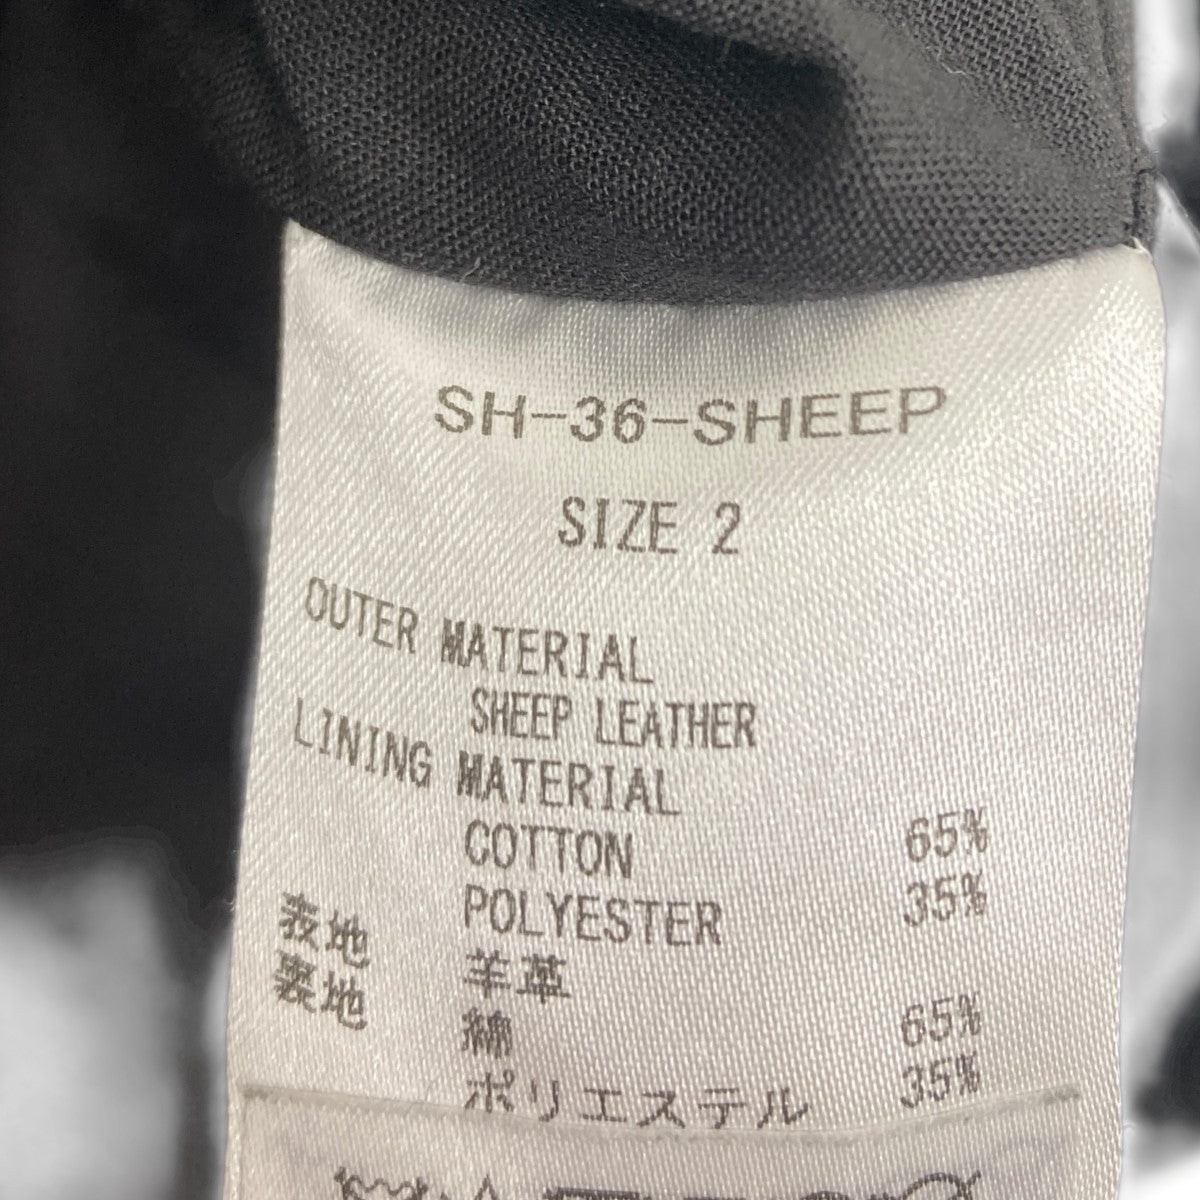 SH-36-SHEEP
SIZE 2
OUTER MATERIAL
SHEEP LEATHER
LINING MATERIAL
COTTON 65%
POLYESTER 35%
表地 羊革
裏地 綿 65%
ポリエステル 35%